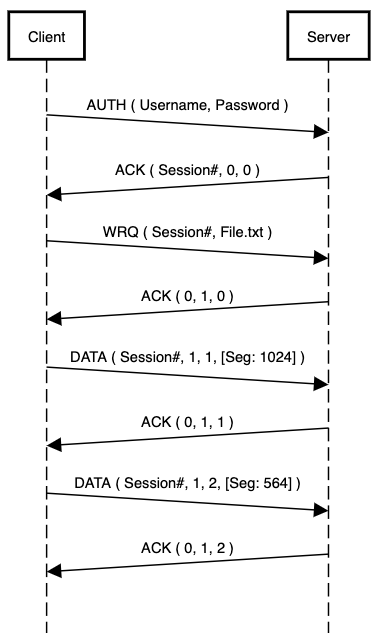 Client
Server
AUTH ( Username, Password )
ACK ( Session#, 0, 0 )
WRQ ( Session#, File.txt )
ACK ( 0, 1, 0 )
DATA ( Session#, 1, 1, [Seg: 1024] )
ACK ( 0, 1, 1 )
DATA ( Session#, 1, 2, [Seg: 564] )
ACK ( 0, 1, 2 )